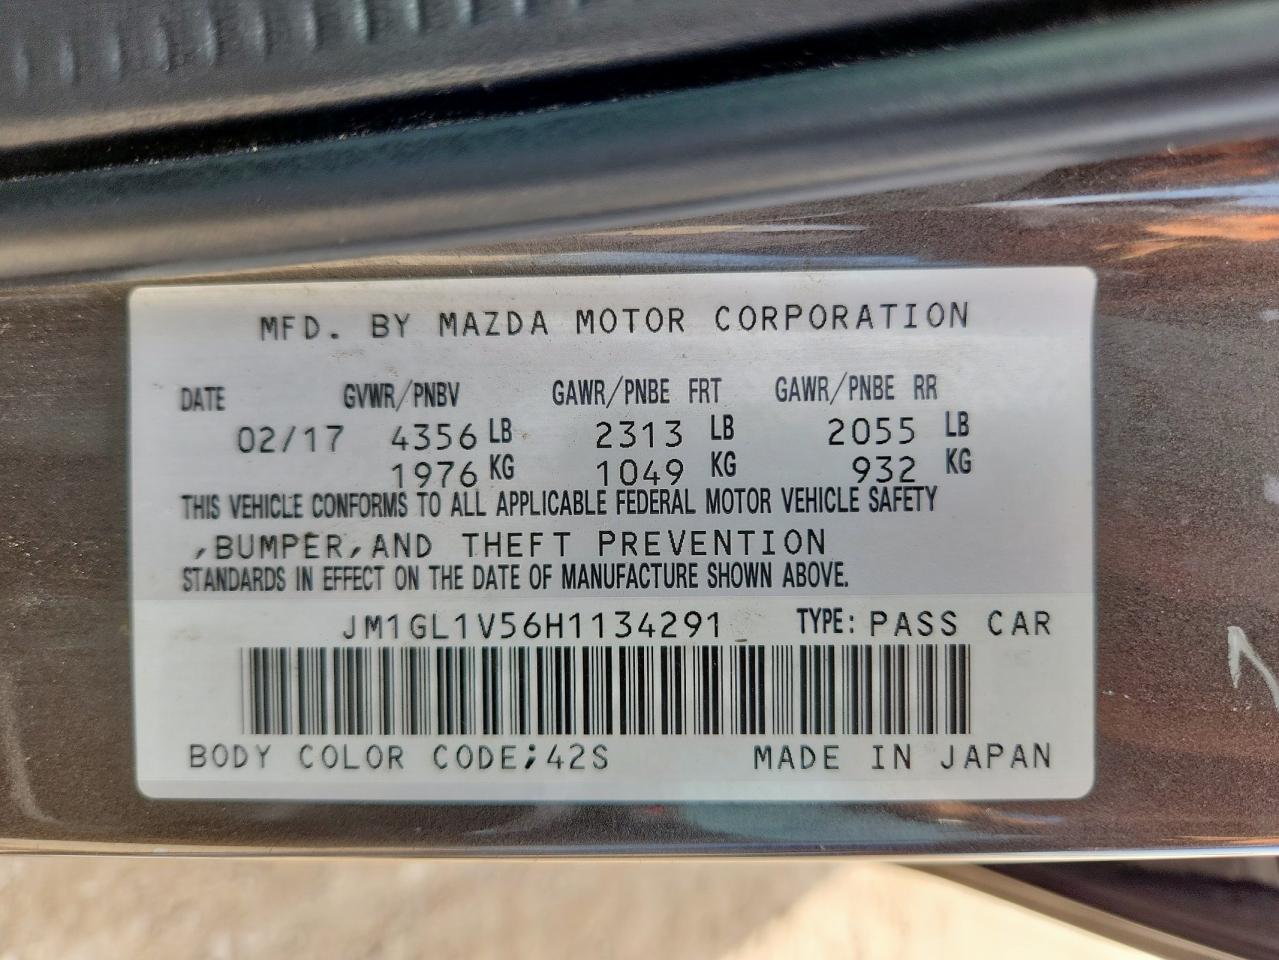 MFD. BY MAZDA MOTOR CORPORATION
DATE GVWR/PNBV GAWR/PNBE FRT GAWR/PNBE RR
02/17 4356 LB 2313 LB 2055 LB
1976 KG 1049 KG 932 KG
THIS VEHICLE CONFORMS TO ALL APPLICABLE FEDERAL MOTOR VEHICLE SAFETY
,BUMPER,AND THEFT PREVENTION
STANDARDS IN EFFECT ON THE DATE OF MANUFACTURE SHOWN ABOVE.
JM1GL1V56H1134291 TYPE: PASS CAR
BODY COLOR CODE;42S MADE IN JAPAN